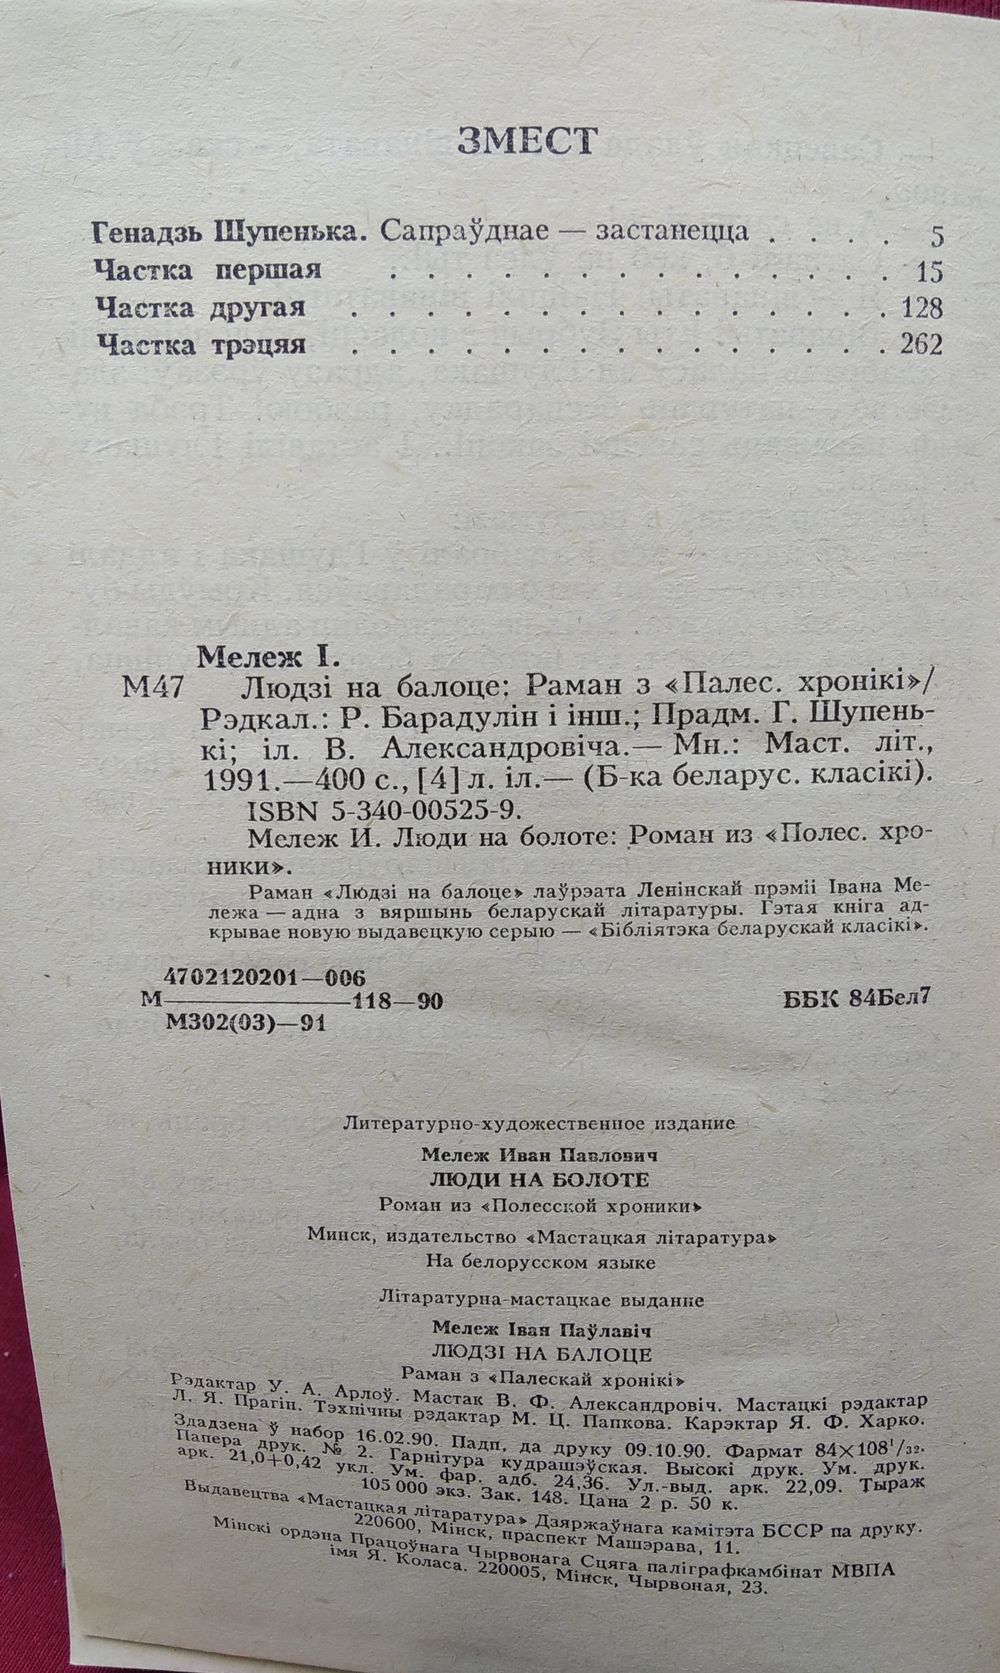 ЗМЕСТ
Генадзь Шупенька. Сапраўднае — застанецца . . . . 5
Частка першая . . . . . . . . . . . . . . 15
Частка другая . . . . . . . . . . . . . . . 128
Частка трэцяя . . . . . . . . . . . . . . . 262
Мележ І.
М47 Людзі на балоце: Раман з «Палес. хронікі»/
Рэдкал.: Р. Барадулін і інш.; Прадм. Г. Шупень-
кі; іл. В. Александровіча.— Мн.: Маст. літ.,
1991.—400 с., [4] л. іл.— (Б-ка беларус. класікі).
ISBN 5-340-00525-9.
Мележ И. Люди на болоте: Роман из «Полес. хро-
ники».
Раман «Людзі на балоце» лаўрэата Ленінскай прэміі Івана Ме-
лежа — адна з вяршынь беларускай літаратуры. Гэтая кніга ад-
крывае новую выдавецкую серыю — «Бібліятэка беларускай класікі».
4702120201—006
М————————118—90 ББК 84Бел7
М302(03)—91
Литературно-художественное издание
Мележ Иван Павлович
ЛЮДИ НА БОЛОТЕ
Роман из «Полесской хроники»
Минск, издательство «Мастацкая літаратура»
На белорусском языке
Літаратурна-мастацкае выданне
Мележ Іван Паўлавіч
ЛЮДЗІ НА БАЛОЦЕ
Раман з «Палескай хронікі»
Рэдактар У. А. Арлоў. Мастак В. Ф. Александровіч. Мастацкі рэдактар
Л. Я. Прагін. Тэхнічны рэдактар М. Ц. Папкова. Карэктар Я. Ф. Харко.
Здадзена ў набор 16.02.90. Падп. да друку 09.10.90. Фармат 84×108¹/₃₂.
Папера друк. № 2. Гарнітура кудрашэўская. Высокі друк. Ум. друк.
арк. 21,0+0,42 укл. Ум. фар. адб. 24,36. Ул.-выд. арк. 22,09. Тыраж
105 000 экз. Зак. 148. Цана 2 р. 50 к.
Выдавецтва «Мастацкая літаратура» Дзяржаўнага камітэта БССР па друку.
220600, Мінск, праспект Машэрава, 11.
Мінскі ордэна Працоўнага Чырвонага Сцяга паліграфкамбінат МВПА
імя Я. Коласа. 220005, Мінск, Чырвоная, 23.